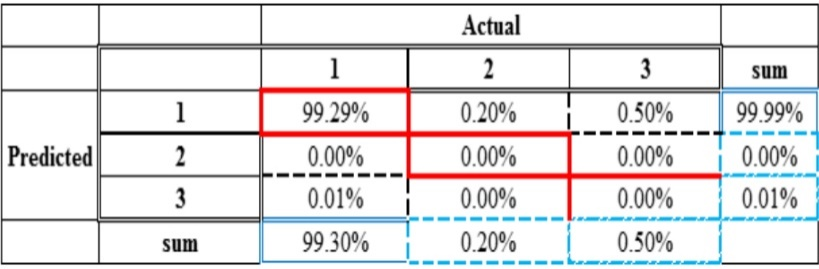 Actual
1 2 3 sum
1 99.29% 0.20% 0.50% 99.99%
Predicted 2 0.00% 0.00% 0.00% 0.00%
3 0.01% 0.00% 0.00% 0.01%
sum 99.30% 0.20% 0.50%